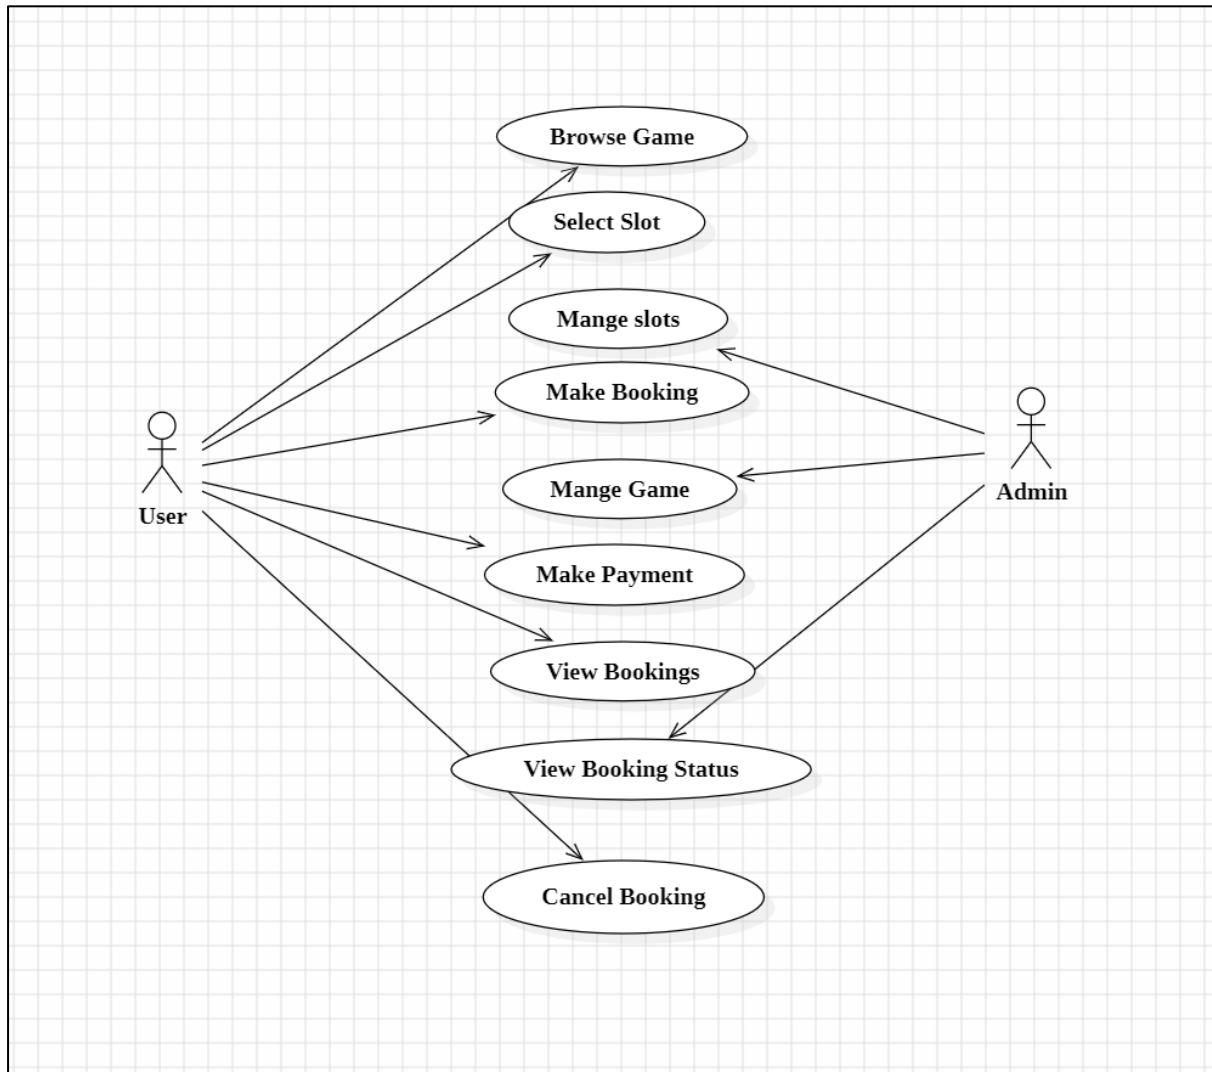 Browse Game
Select Slot
Mange slots
Make Booking
User
Mange Game
Admin
Make Payment
View Bookings
View Booking Status
Cancel Booking